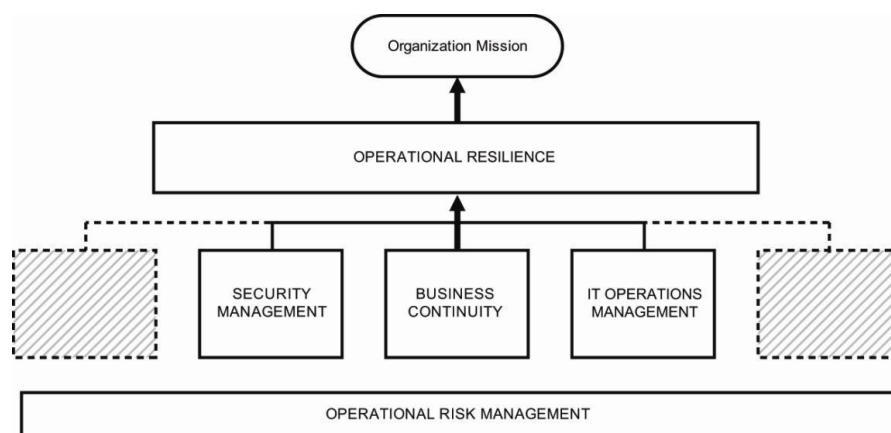 Organization Mission
OPERATIONAL RESILIENCE
SECURITY
MANAGEMENT
BUSINESS
CONTINUITY
IT OPERATIONS
MANAGEMENT
OPERATIONAL RISK MANAGEMENT